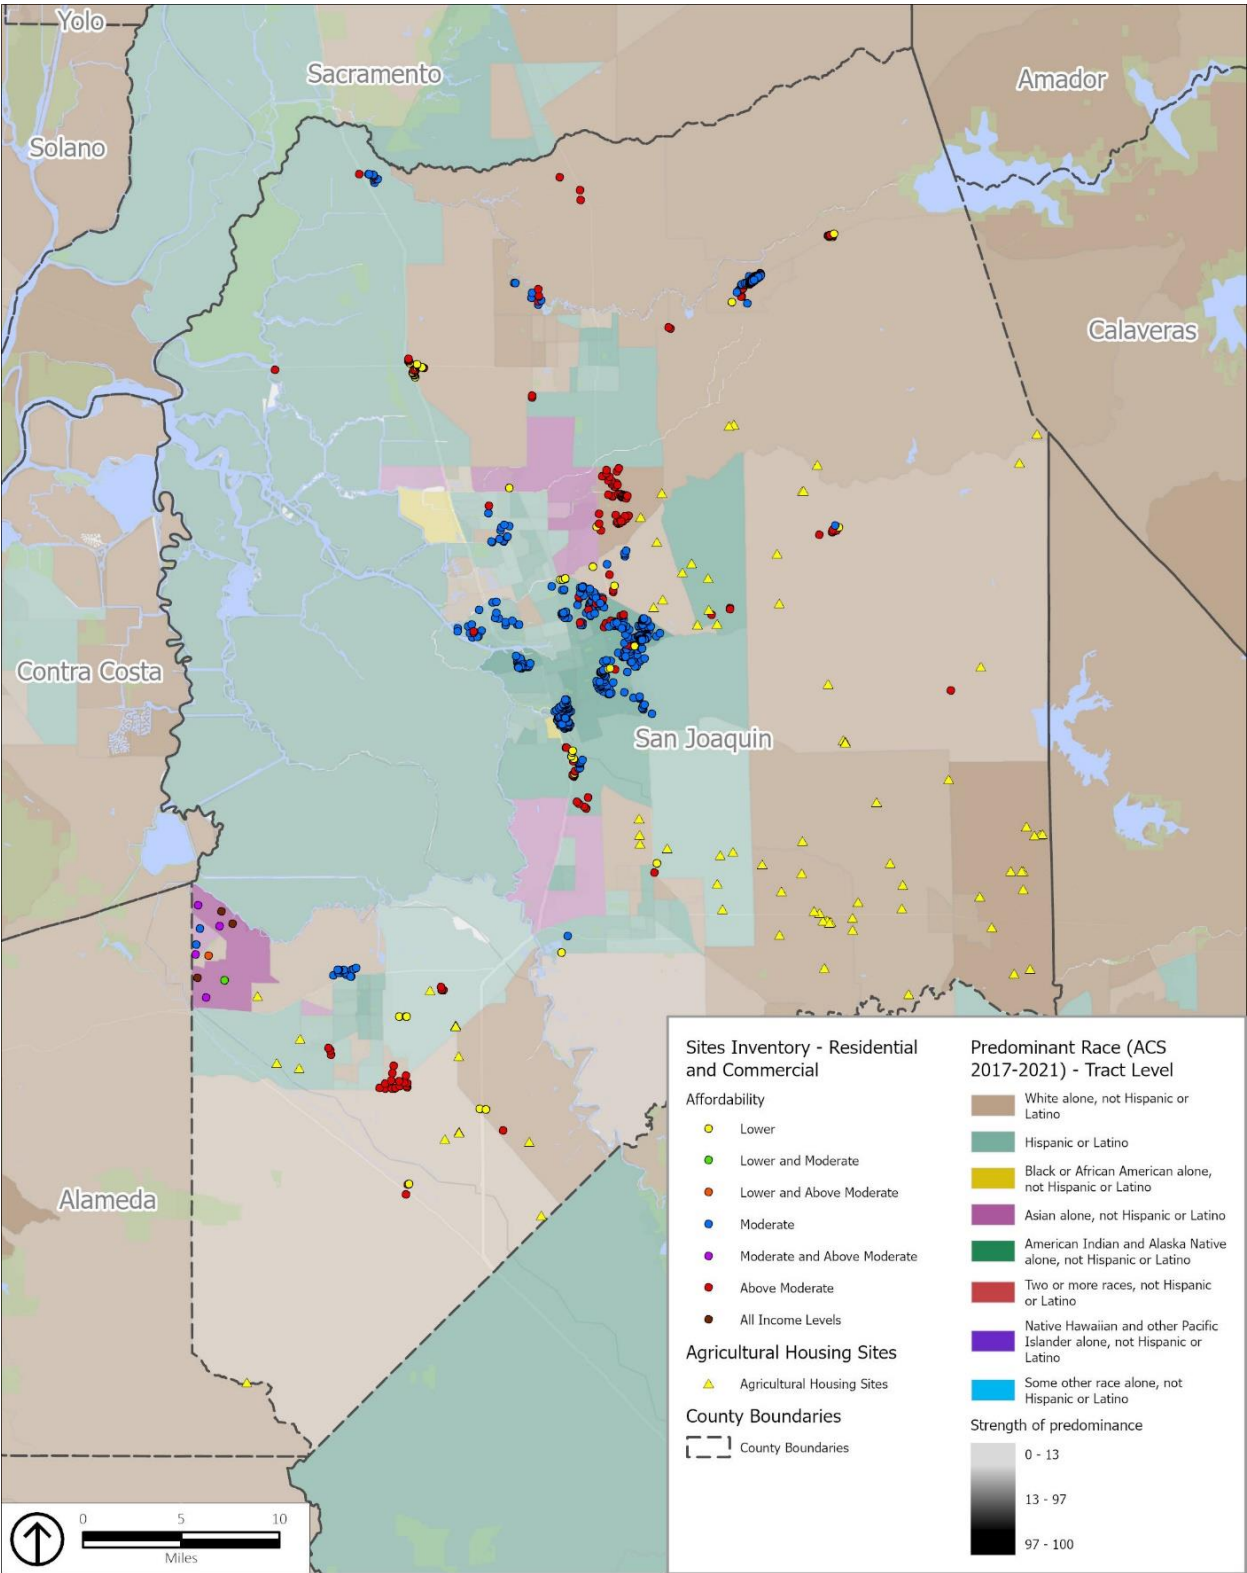 Yolo
Sacramento
Amador
Solano
Calaveras
Contra Costa
San Joaquin
Alameda
Sites Inventory - Residential
and Commercial
Affordability
Lower
Lower and Moderate
Lower and Above Moderate
Moderate
Moderate and Above Moderate
Above Moderate
All Income Levels
Agricultural Housing Sites
Agricultural Housing Sites
County Boundaries
County Boundaries
Predominant Race (ACS
2017-2021) - Tract Level
White alone, not Hispanic or
Latino
Hispanic or Latino
Black or African American alone,
not Hispanic or Latino
Asian alone, not Hispanic or Latino
American Indian and Alaska Native
alone, not Hispanic or Latino
Two or more races, not Hispanic
or Latino
Native Hawaiian and other Pacific
Islander alone, not Hispanic or
Latino
Some other race alone, not
Hispanic or Latino
Strength of predominance
0 - 13
13 - 97
97 - 100
0 5 10
Miles